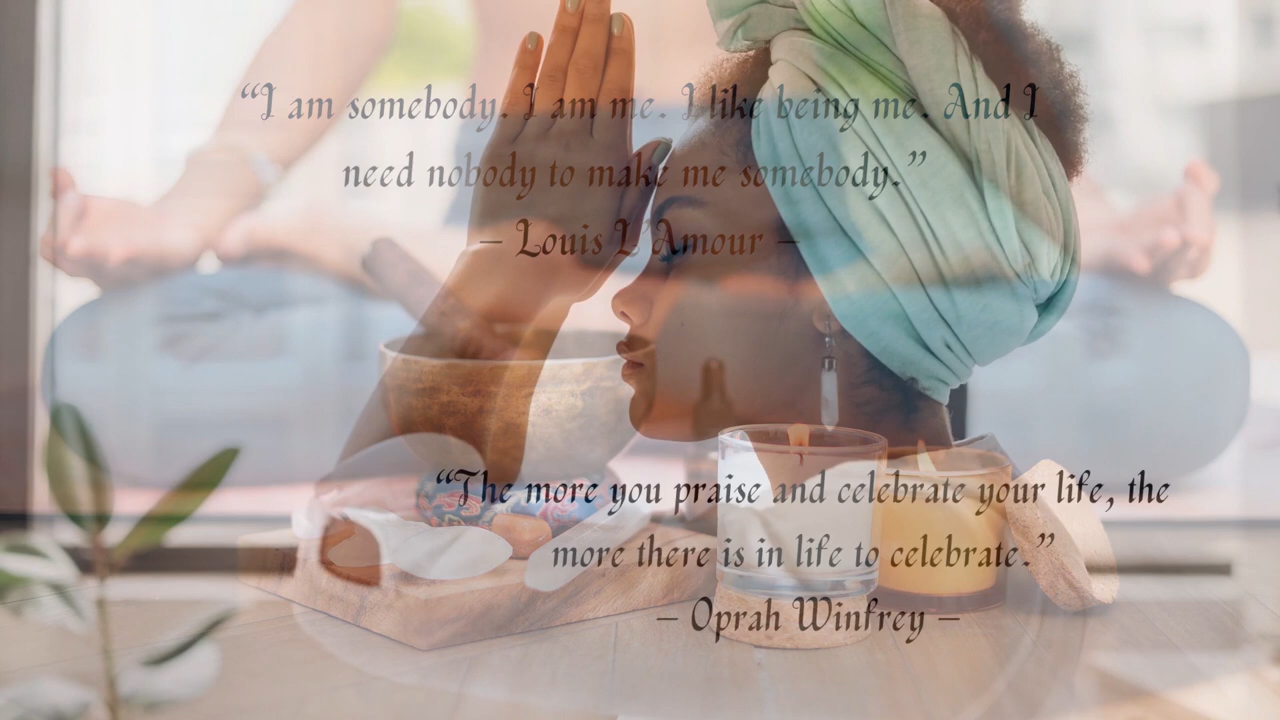 “I am somebody. I am me. I like being me. And I
need nobody to make me somebody.”
– Louis L'Amour –
“The more you praise and celebrate your life, the
more there is in life to celebrate.”
– Oprah Winfrey –